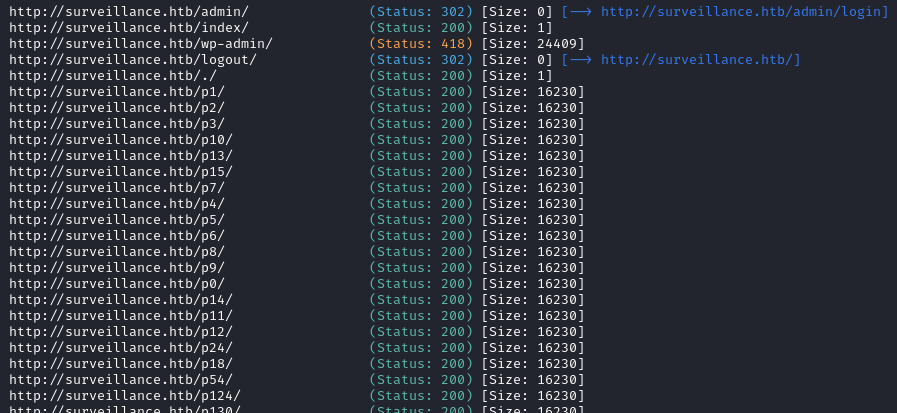 http://surveillance.htb/admin/ (Status: 302) [Size: 0] [--> http://surveillance.htb/admin/login]
http://surveillance.htb/index/ (Status: 200) [Size: 1]
http://surveillance.htb/wp-admin/ (Status: 418) [Size: 24409]
http://surveillance.htb/logout/ (Status: 302) [Size: 0] [--> http://surveillance.htb/]
http://surveillance.htb/./ (Status: 200) [Size: 1]
http://surveillance.htb/p1/ (Status: 200) [Size: 16230]
http://surveillance.htb/p2/ (Status: 200) [Size: 16230]
http://surveillance.htb/p3/ (Status: 200) [Size: 16230]
http://surveillance.htb/p10/ (Status: 200) [Size: 16230]
http://surveillance.htb/p13/ (Status: 200) [Size: 16230]
http://surveillance.htb/p15/ (Status: 200) [Size: 16230]
http://surveillance.htb/p7/ (Status: 200) [Size: 16230]
http://surveillance.htb/p4/ (Status: 200) [Size: 16230]
http://surveillance.htb/p5/ (Status: 200) [Size: 16230]
http://surveillance.htb/p6/ (Status: 200) [Size: 16230]
http://surveillance.htb/p8/ (Status: 200) [Size: 16230]
http://surveillance.htb/p9/ (Status: 200) [Size: 16230]
http://surveillance.htb/p0/ (Status: 200) [Size: 16230]
http://surveillance.htb/p14/ (Status: 200) [Size: 16230]
http://surveillance.htb/p11/ (Status: 200) [Size: 16230]
http://surveillance.htb/p12/ (Status: 200) [Size: 16230]
http://surveillance.htb/p24/ (Status: 200) [Size: 16230]
http://surveillance.htb/p18/ (Status: 200) [Size: 16230]
http://surveillance.htb/p54/ (Status: 200) [Size: 16230]
http://surveillance.htb/p124/ (Status: 200) [Size: 16230]
http://surveillance.htb/p130/ (Status: 200) [Size: 16230]